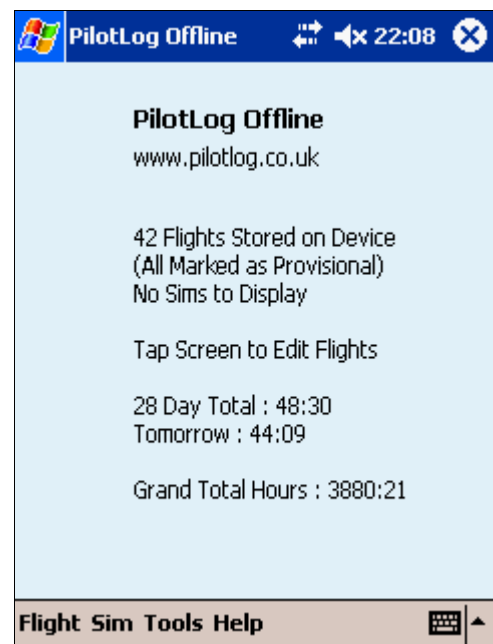 PilotLog Offline 22:08
PilotLog Offline
www.pilotlog.co.uk
42 Flights Stored on Device
(All Marked as Provisional)
No Sims to Display
Tap Screen to Edit Flights
28 Day Total : 48:30
Tomorrow : 44:09
Grand Total Hours : 3880:21
Flight Sim Tools Help